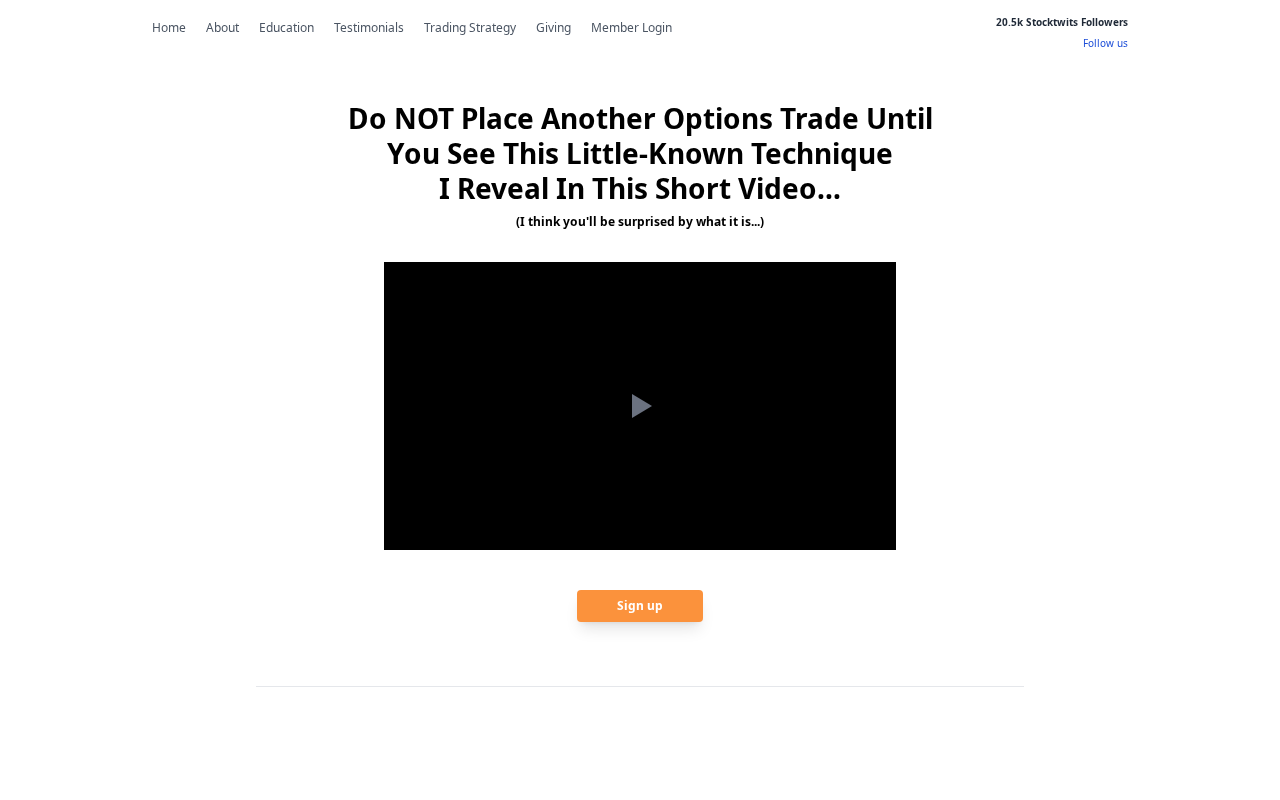 Home About Education Testimonials Trading Strategy Giving Member Login
20.5k Stocktwits Followers
Follow us
Do NOT Place Another Options Trade Until
You See This Little-Known Technique
I Reveal In This Short Video...
(I think you'll be surprised by what it is...)
Sign up